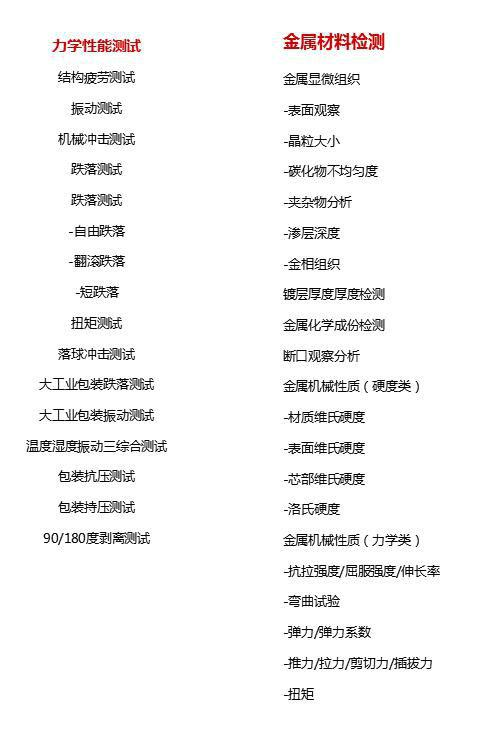 力学性能测试
结构疲劳测试
振动测试
机械冲击测试
跌落测试
跌落测试
-自由跌落
-翻滚跌落
-短跌落
扭矩测试
落球冲击测试
大工业包装跌落测试
大工业包装振动测试
温度湿度振动三综合测试
包装抗压测试
包装持压测试
90/180度剥离测试
金属材料检测
金属显微组织
-表面观察
-晶粒大小
-碳化物不均匀度
-夹杂物分析
-渗层深度
-金相组织
镀层厚度厚度检测
金属化学成份检测
断口观察分析
金属机械性质（硬度类）
-材质维氏硬度
-表面维氏硬度
-芯部维氏硬度
-洛氏硬度
金属机械性质（力学类）
-抗拉强度/屈服强度/伸长率
-弯曲试验
-弹力/弹力系数
-推力/拉力/剪切力/插拔力
-扭矩